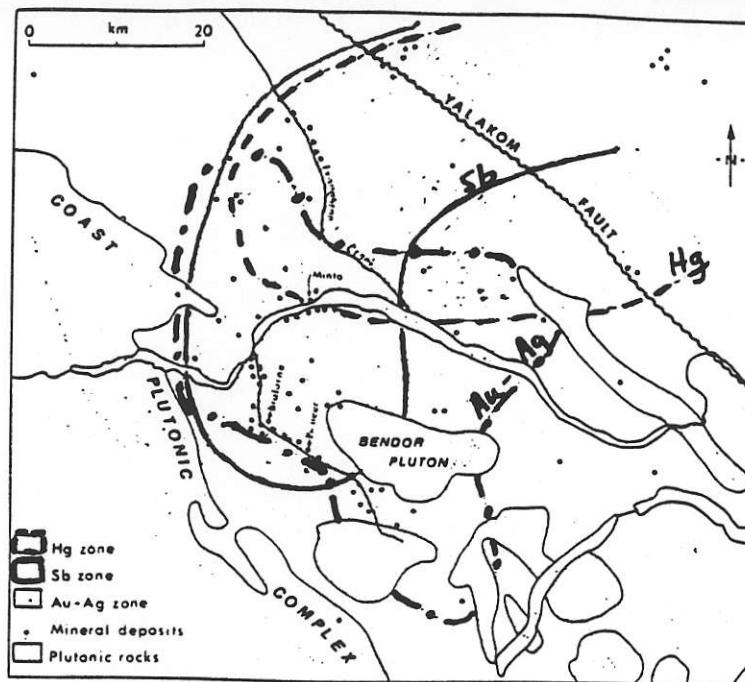 0 km 20
YALAKOM
FAULT
-N-
Sb
COAST
Hg
Minto
Ag
Au-
PLUTONIC
BENDOR
PLUTON
COMPLEX
Hg zone
Sb zone
Au-Ag zone
Mineral deposits
Plutonic rocks